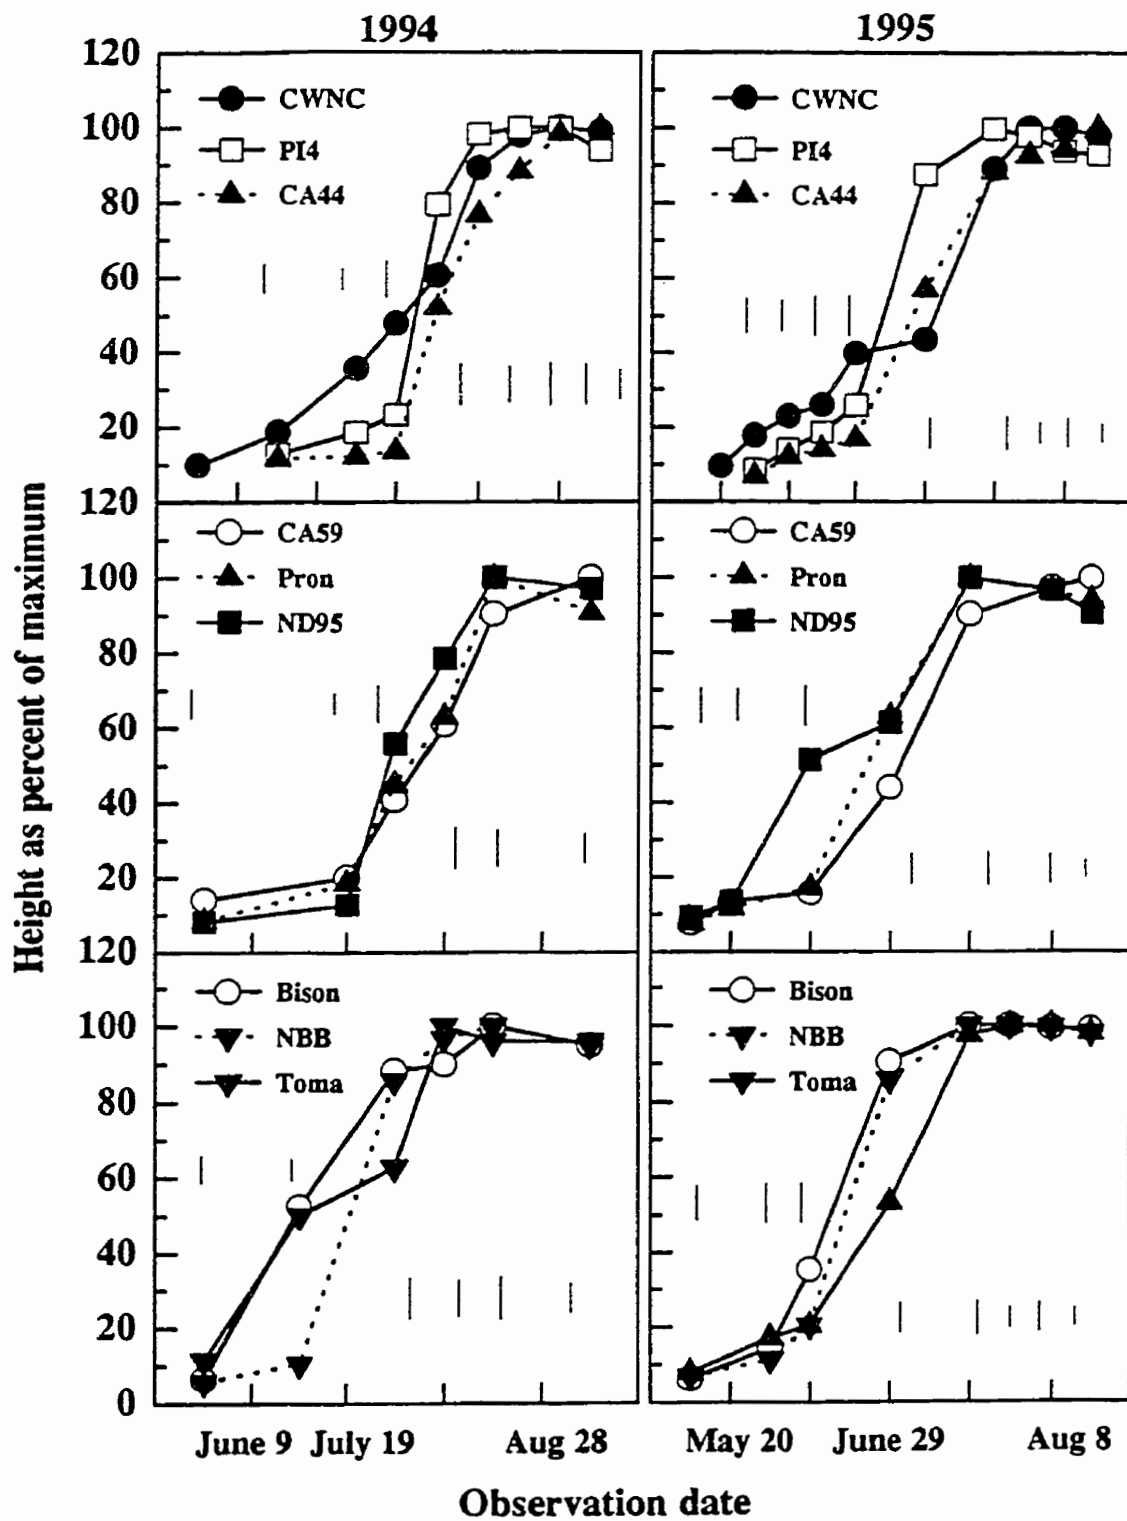 1994
1995
120
100
80
60
40
20
CWNC
PI4
CA44
CWNC
PI4
CA44
120
100
80
60
40
20
CA59
Pron
ND95
CA59
Pron
ND95
120
100
80
60
40
20
0
Bison
NBB
Toma
Bison
NBB
Toma
Height as percent of maximum
June 9 July 19 Aug 28
May 20 June 29 Aug 8
Observation date